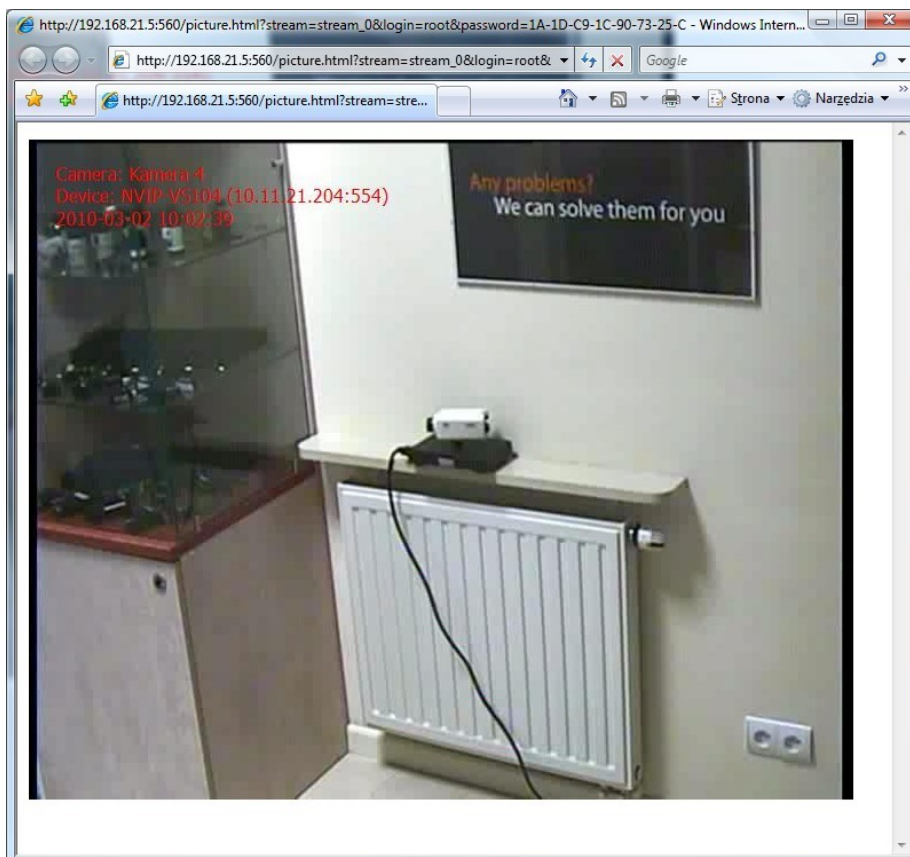 http://192.168.21.5:560/picture.html?stream=stream_0&login=root&password=1A-1D-C9-1C-90-73-25-C - Windows Intern...
http://192.168.21.5:560/picture.html?stream=stream_0&login=root&
Google
http://192.168.21.5:560/picture.html?stream=stre...
Strona
Narzędzia
Camera: Kamera 4
Device: NVIP-VS104 (10.11.21.204:554)
2010-03-02 10:02:39
Any problems?
We can solve them for you